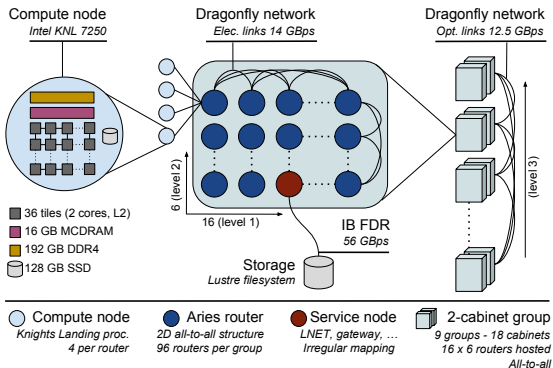 Compute node
Intel KNL 7250
Dragonfly network
Elec. links 14 GBps
Dragonfly network
Opt. links 12.5 GBps
6 (level 2)
16 (level 1)
(level 3)
36 tiles (2 cores, L2)
16 GB MCDRAM
192 GB DDR4
128 GB SSD
IB FDR
56 GBps
Storage
Lustre filesystem
Compute node
Knights Landing proc.
4 per router
Aries router
2D all-to-all structure
96 routers per group
Service node
LNET, gateway, ...
Irregular mapping
2-cabinet group
9 groups - 18 cabinets
16 x 6 routers hosted
All-to-all